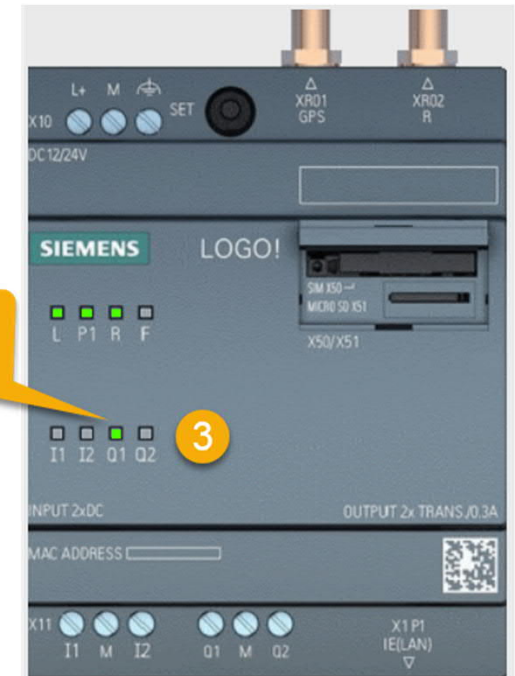 L+ M
X10
SET
XR01
GPS
XR02
R
DC 12/24V
SIEMENS
LOGO!
SIM X50
MICRO SD X51
X50/X51
L P1 R F
3
I1 I2 Q1 Q2
INPUT 2xDC
OUTPUT 2x TRANS./0.3A
MAC ADDRESS
X11
I1 M I2
Q1 M Q2
X1 P1
IE(LAN)